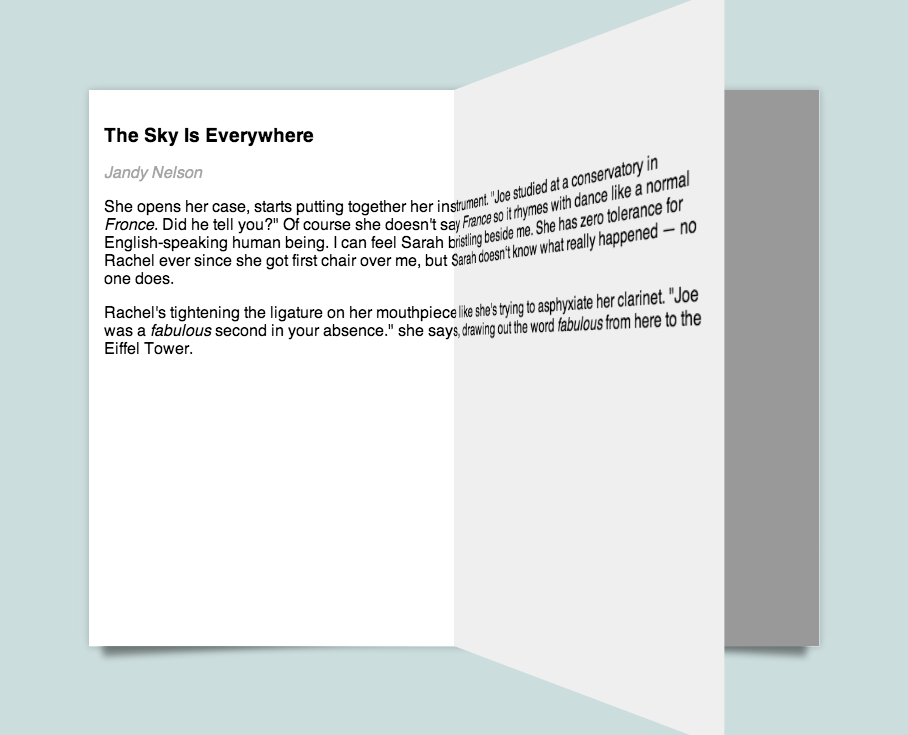 The Sky Is Everywhere
Jandy Nelson
She opens her case, starts putting together her instrument. "Joe studied at a conservatory in
Fronce. Did he tell you?" Of course she doesn't say France so it rhymes with dance like a normal
English-speaking human being. I can feel Sarah bristling beside me. She has zero tolerance for
Rachel ever since she got first chair over me, but Sarah doesn't know what really happened — no
one does.
Rachel's tightening the ligature on her mouthpiece like she's trying to asphyxiate her clarinet. "Joe
was a fabulous second in your absence." she says, drawing out the word fabulous from here to the
Eiffel Tower.